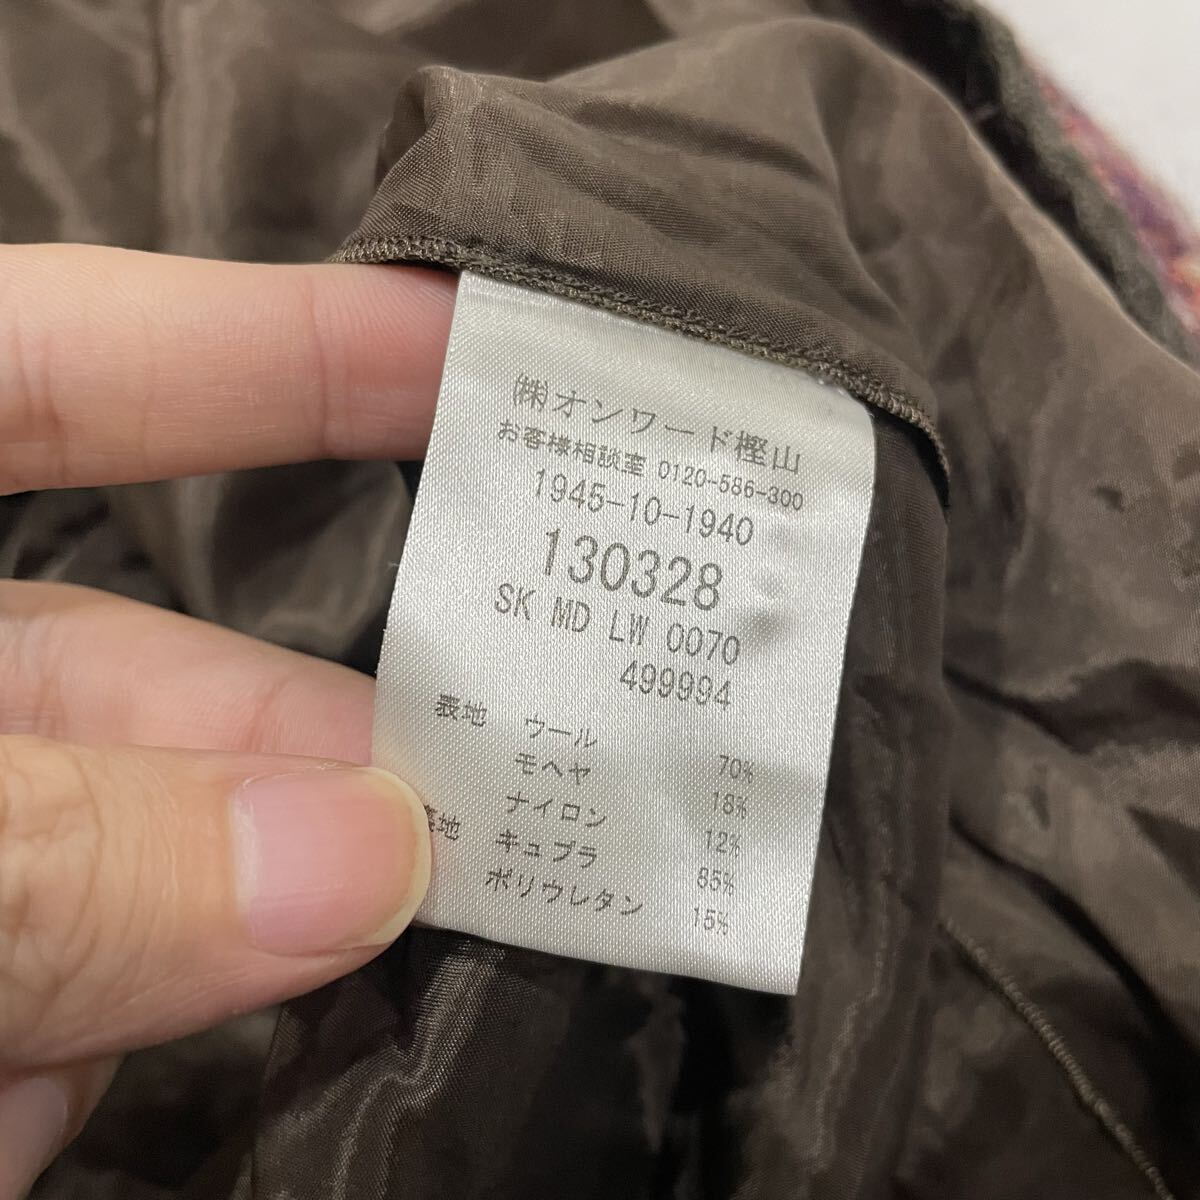 ㈱オンワード樫山
お客様相談室 0120-586-300
1945-10-1940
130328
SK MD LW 0070
499994
表地 ウール 70%
モヘヤ 18%
ナイロン 12%
裏地 キュプラ 85%
ポリウレタン 15%